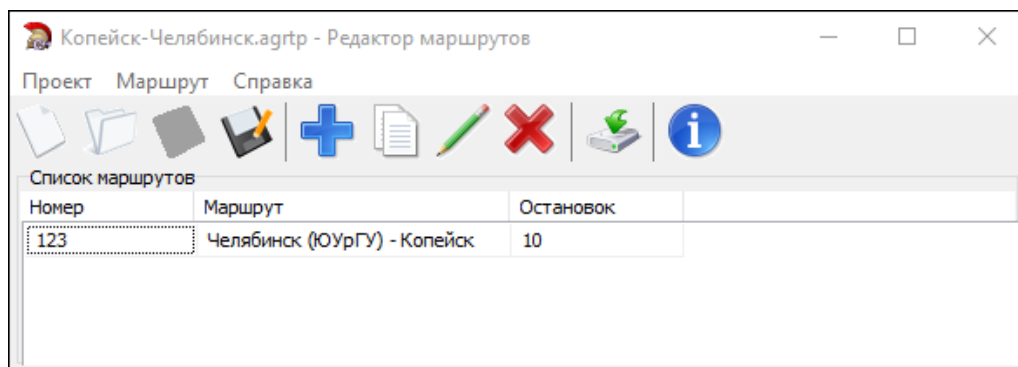 Копейск-Челябинск.agrtp - Редактор маршрутов
Проект Маршрут Справка
Список маршрутов
Номер Маршрут Остановок
123 Челябинск (ЮУрГУ) - Копейск 10